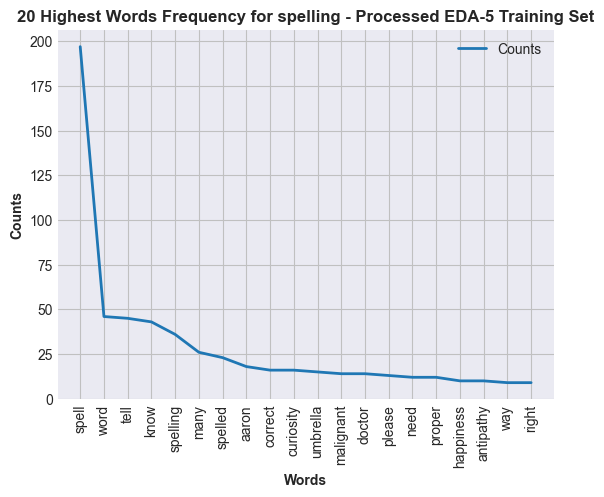 20 Highest Words Frequency for spelling - Processed EDA-5 Training Set
Counts
200
175
150
125
100
75
50
25
0
Counts
spell
word
tell
know
spelling
many
spelled
aaron
correct
curiosity
umbrella
malignant
doctor
please
need
proper
happiness
antipathy
way
right
Words